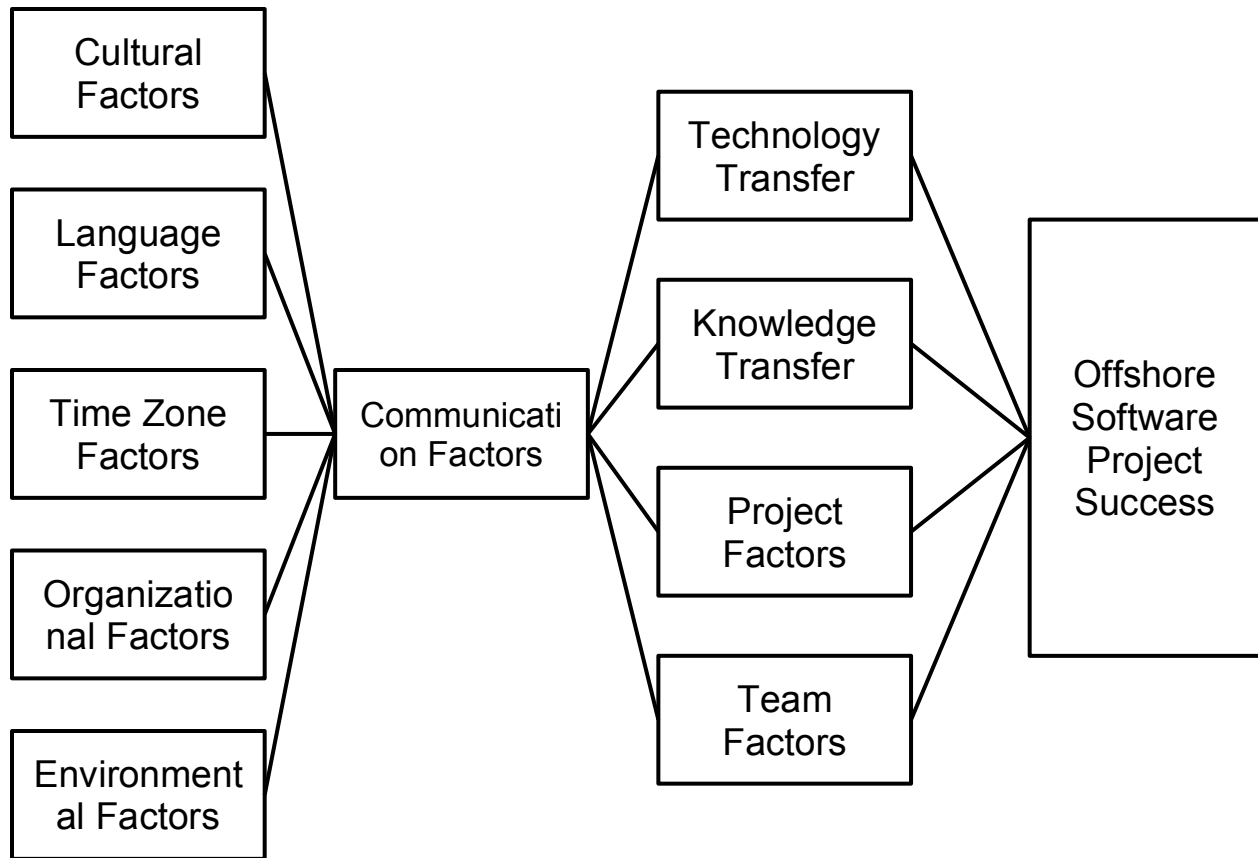 Cultural
Factors
Language
Factors
Time Zone
Factors
Organizatio
nal Factors
Environment
al Factors
Communicati
on Factors
Technology
Transfer
Knowledge
Transfer
Project
Factors
Team
Factors
Offshore
Software
Project
Success